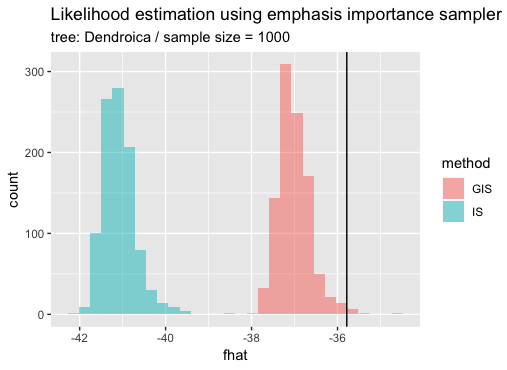 Likelihood estimation using emphasis importance sampler
tree: Dendroica / sample size = 1000
300
200
100
0
count
-42
-40
-38
-36
fhat
method
GIS
IS